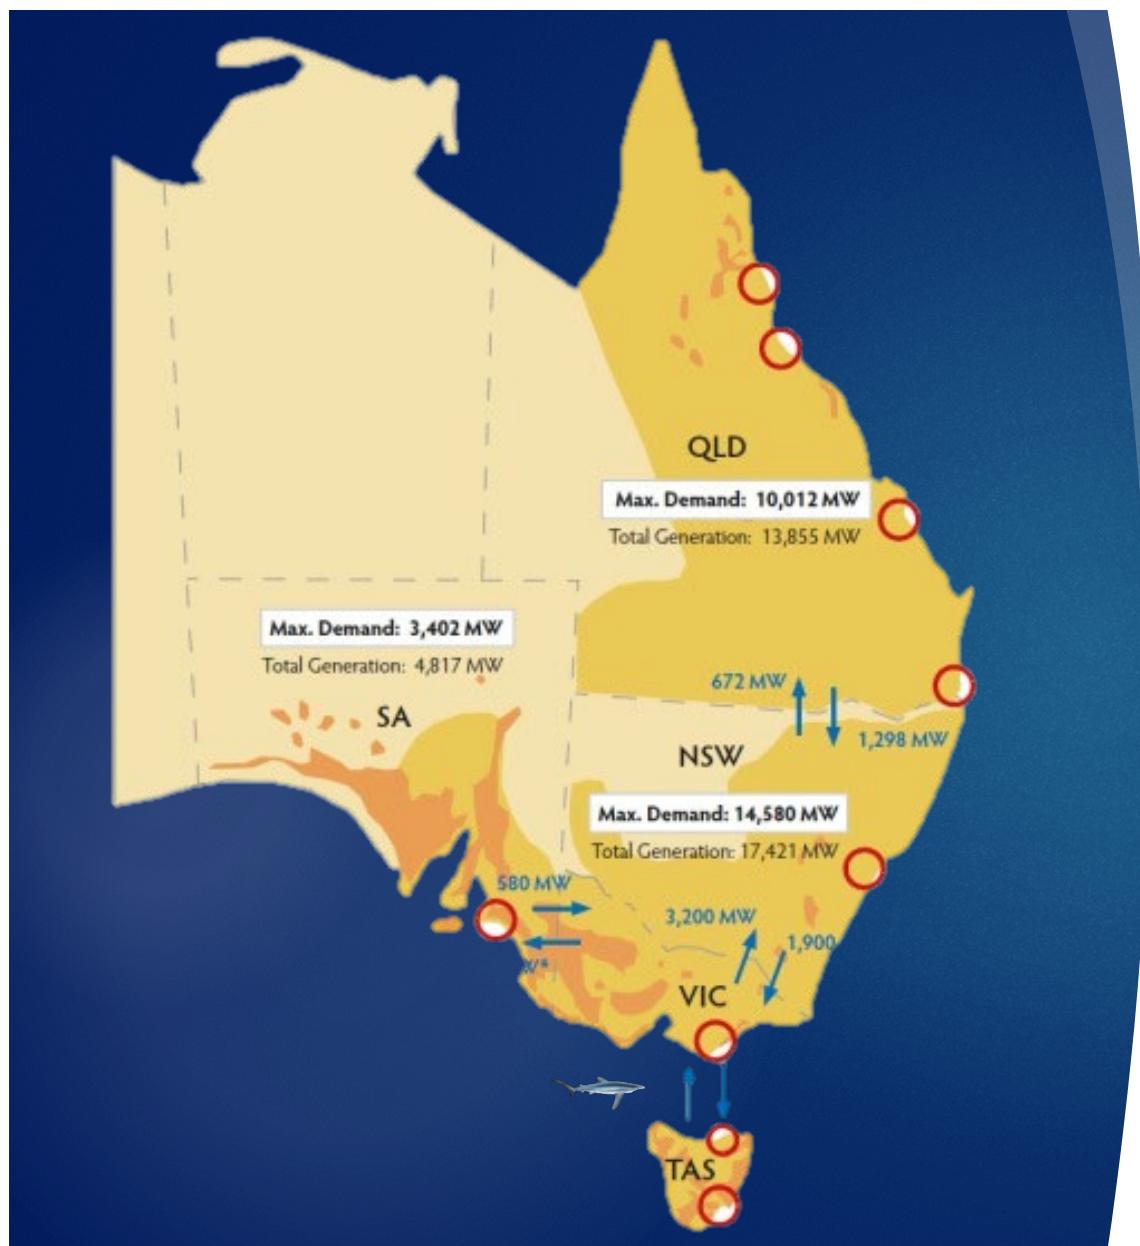 QLD
Max. Demand: 10,012 MW
Total Generation: 13,855 MW
Max. Demand: 3,402 MW
Total Generation: 4,817 MW
SA
672 MW
1,298 MW
NSW
Max. Demand: 14,580 MW
Total Generation: 17,421 MW
580 MW
3,200 MW
1,900
W*
VIC
TAS